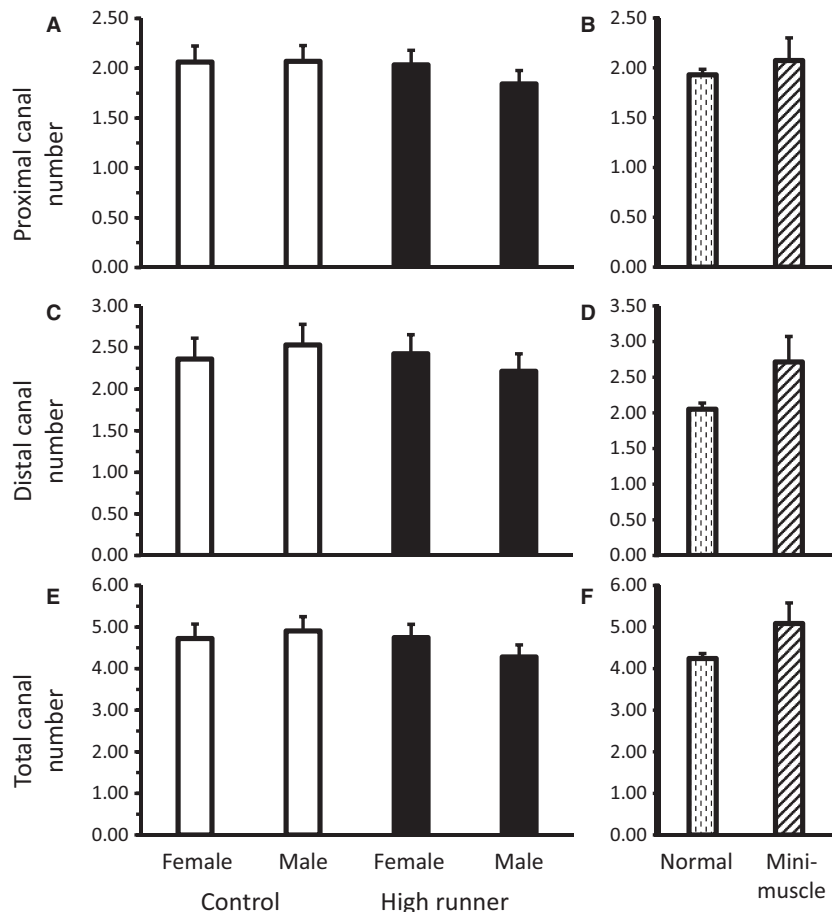 A
2.50
2.00
1.50
1.00
0.50
0.00
Proximal canal
number
B
2.50
2.00
1.50
1.00
0.50
0.00
C
3.00
2.50
2.00
1.50
1.00
0.50
0.00
Distal canal
number
D
3.50
3.00
2.50
2.00
1.50
1.00
0.50
0.00
E
6.00
5.00
4.00
3.00
2.00
1.00
0.00
Total canal
number
F
6.00
5.00
4.00
3.00
2.00
1.00
0.00
Female Male Female Male
Control High runner
Normal Mini-
muscle